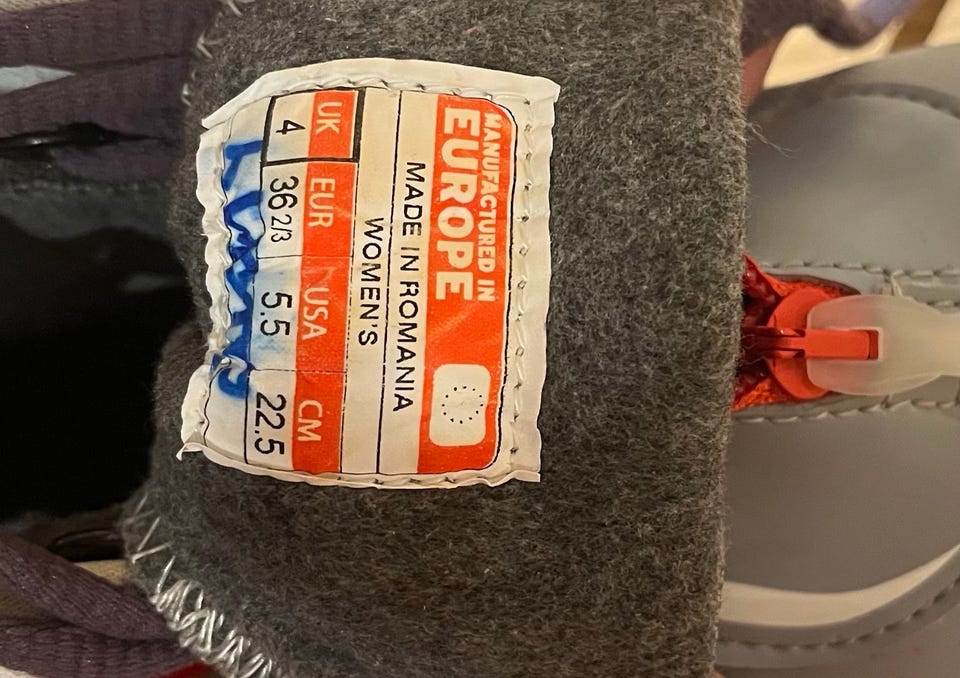 MANUFACTURED IN
EUROPE
MADE IN ROMANIA
WOMEN'S
UK EUR USA CM
4 36 2/3 5.5 22.5